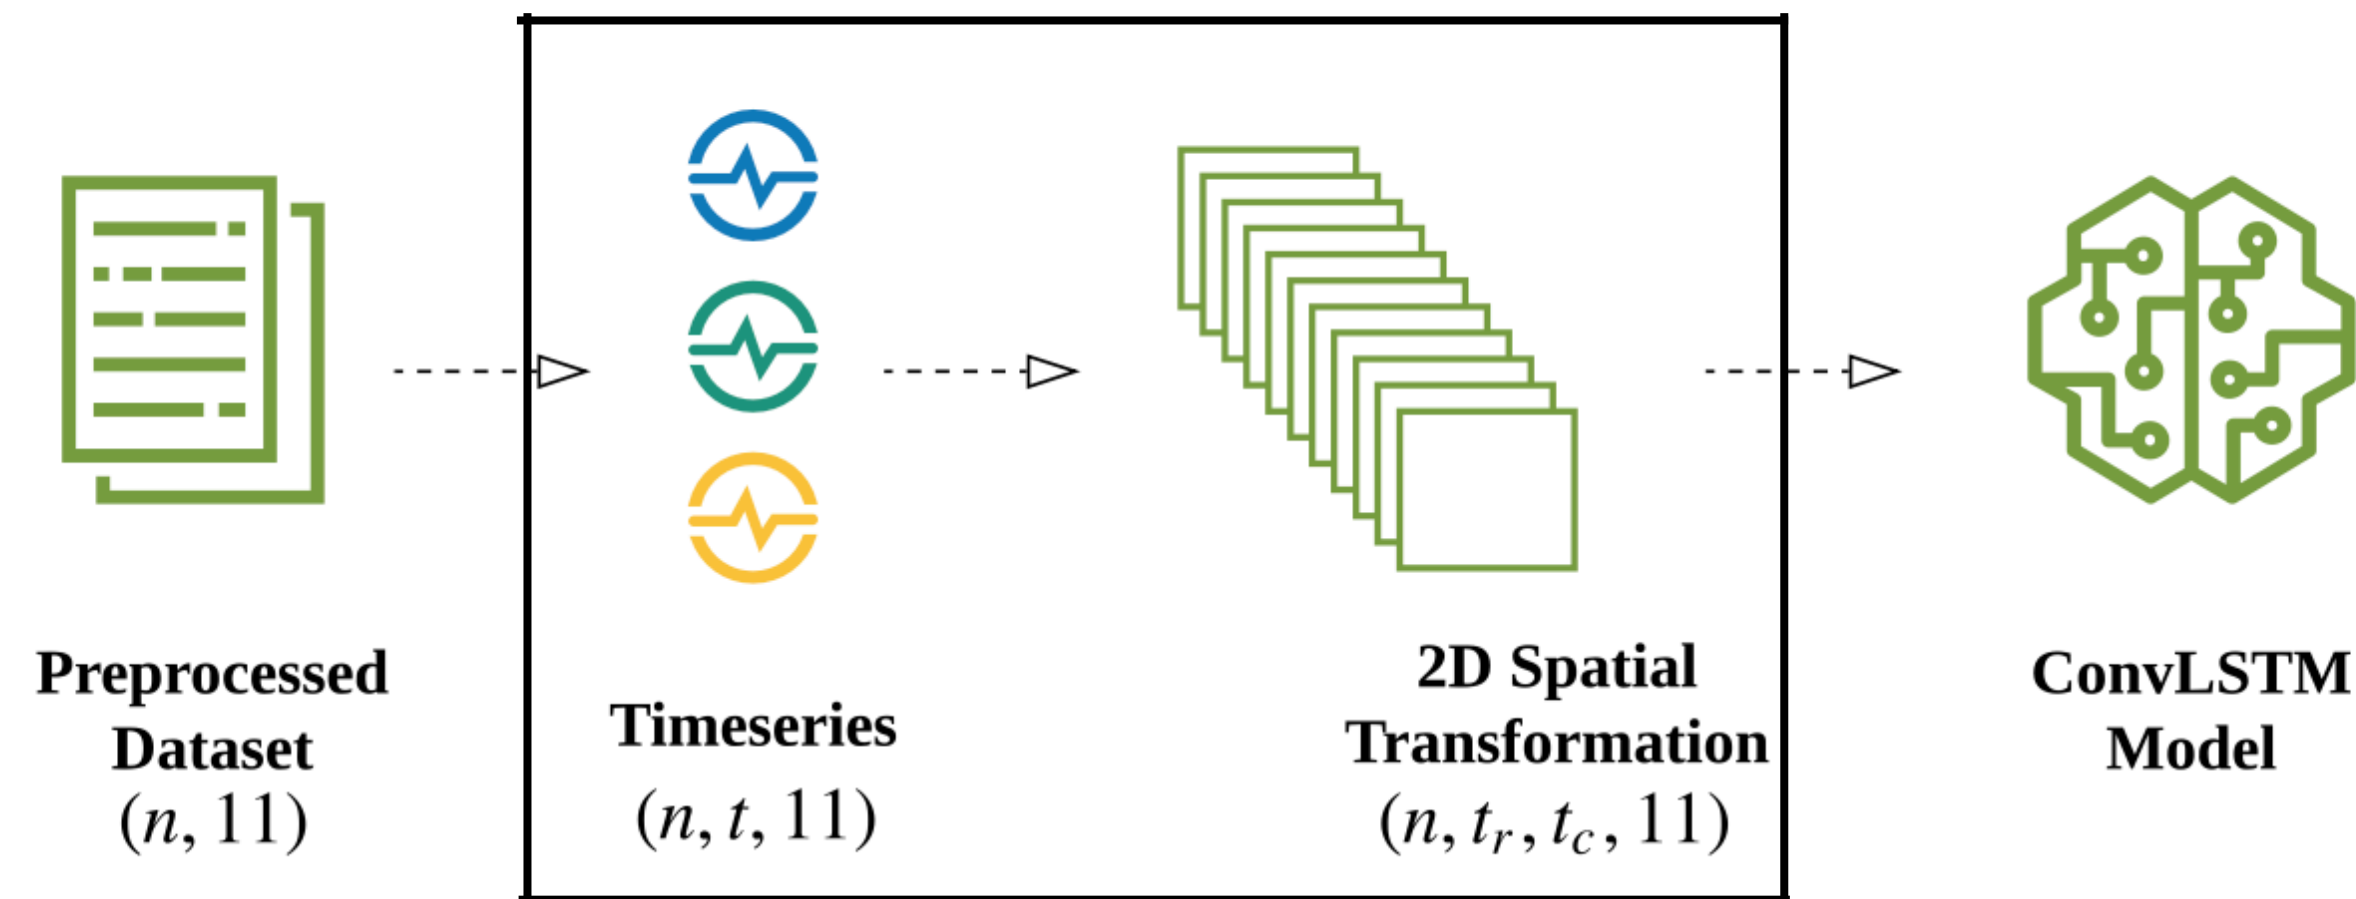 Preprocessed
Dataset
(n, 11)
Timeseries
(n, t, 11)
2D Spatial
Transformation
(n, t_r, t_c, 11)
ConvLSTM
Model